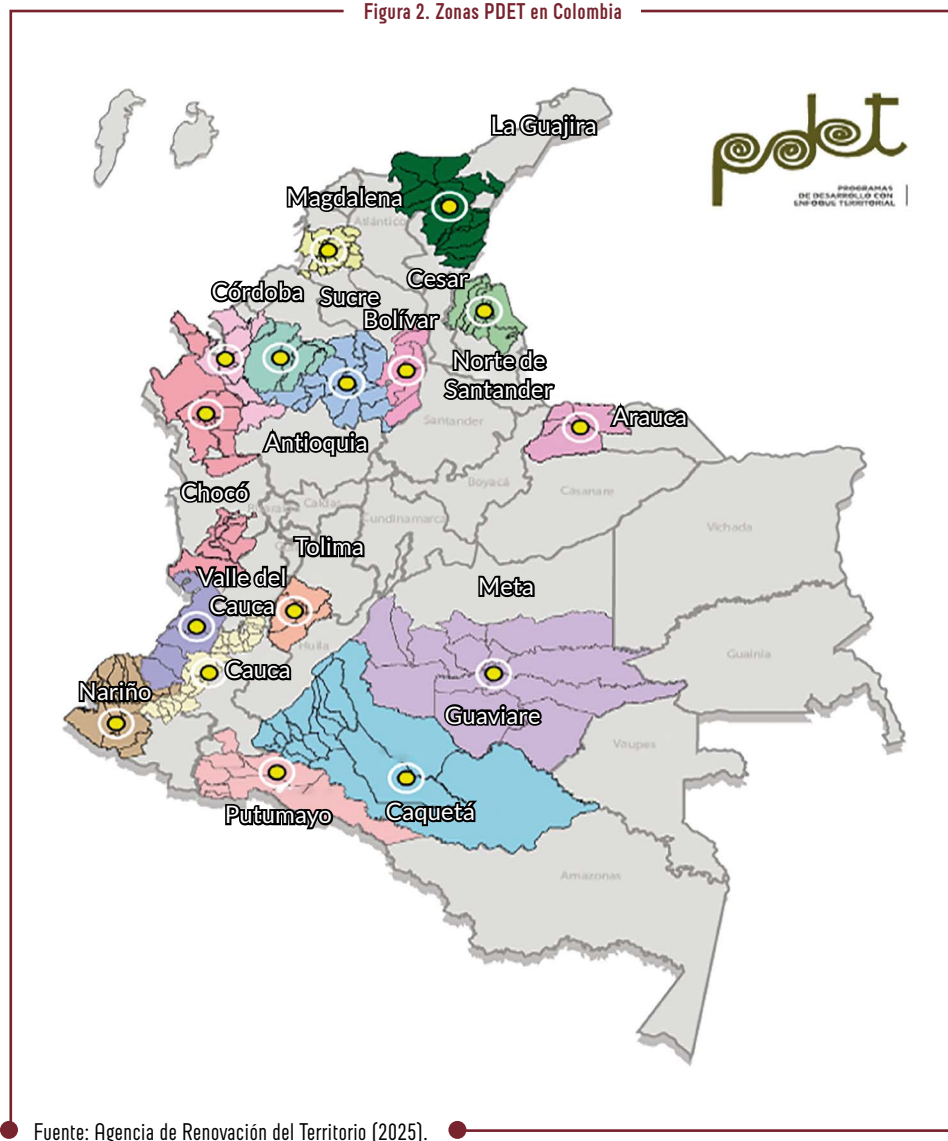 Figura 2. Zonas PDET en Colombia
La Guajira
pdet
PROGRAMAS
DE DESARROLLO CON
ENFOQUE TERRITORIAL
Magdalena
Atlántico
Cesar
Córdoba
Sucre
Bolívar
Norte de
Santander
Santander
Arauca
Antioquia
Boyacá
Casanare
Chocó
Caldas
Cundinamarca
Vichada
Tolima
Valle del
Cauca
Meta
Huila
Guainía
Cauca
Nariño
Guaviare
Vaupes
Putumayo
Caquetá
Amazonas
Fuente: Agencia de Renovación del Territorio (2025).